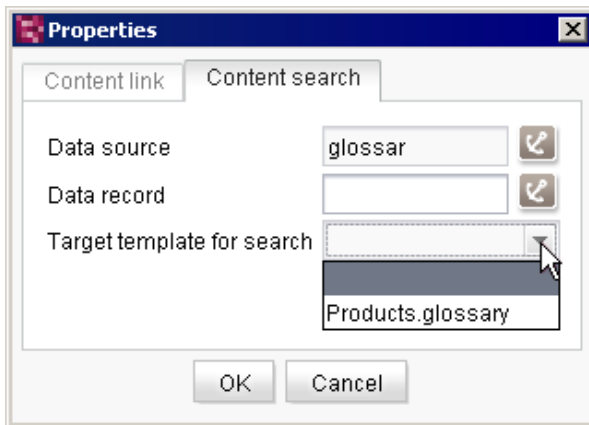 Properties
Content link Content search
Data source glossar
Data record
Target template for search
Products.glossary
OK Cancel